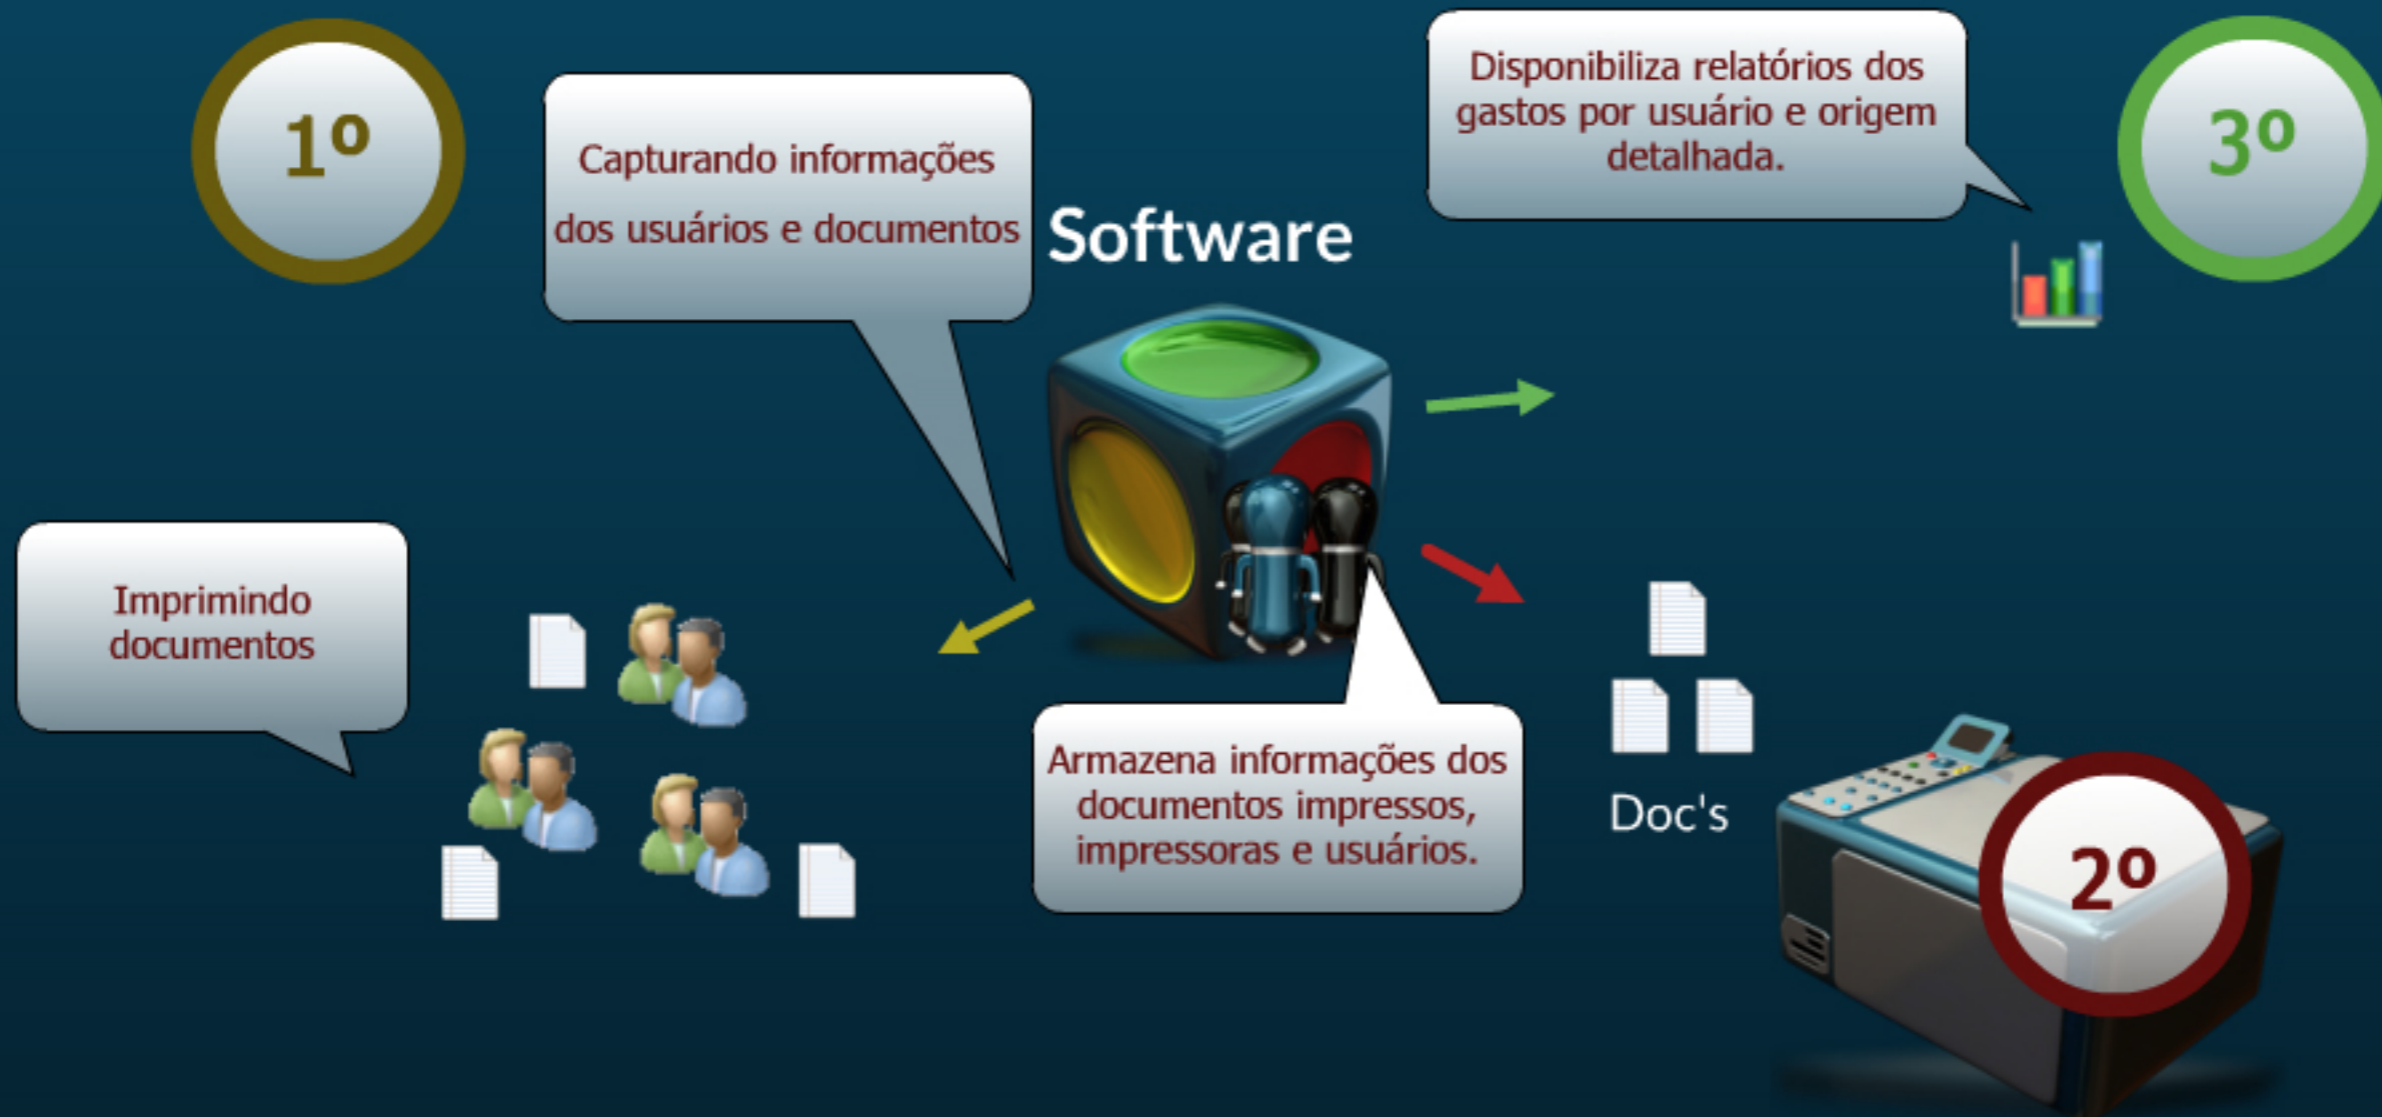 1º
Capturando informações
dos usuários e documentos
Software
Disponibiliza relatórios dos
gastos por usuário e origem
detalhada.
3º
Imprimindo
documentos
Armazena informações dos
documentos impressos,
impressoras e usuários.
Doc's
2º